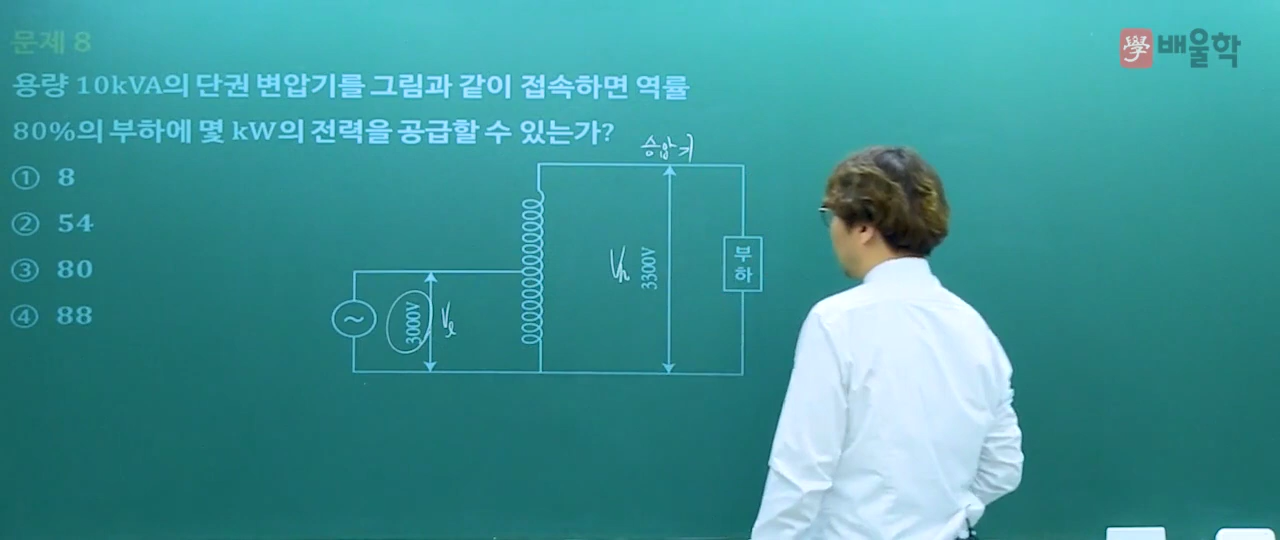 문제 8
學 배울학
용량 10kVA의 단권 변압기를 그림과 같이 접속하면 역률
80%의 부하에 몇 kW의 전력을 공급할 수 있는가?
① 8
② 54
③ 80
④ 88
승압기
3000V
Vℓ
Vh
3300V
부하
~